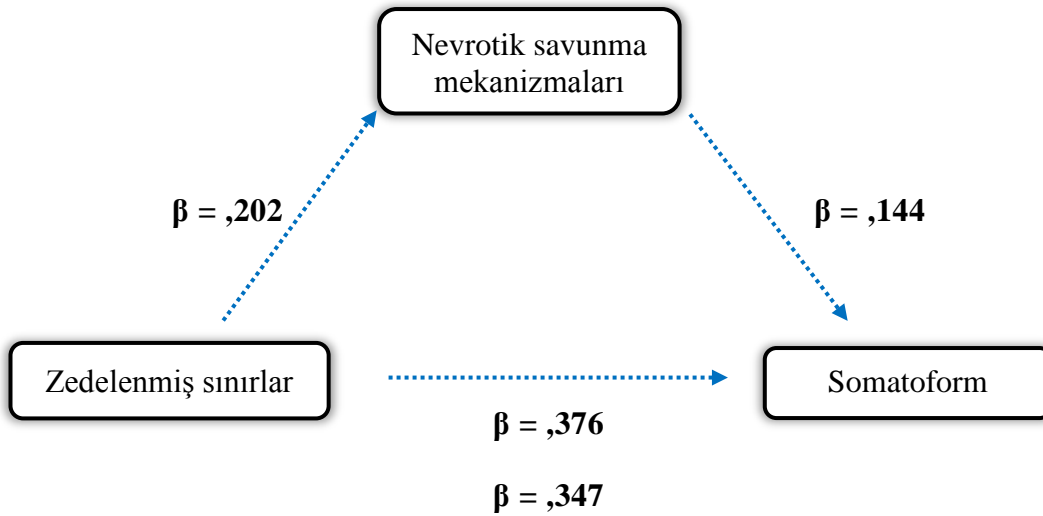 Nevrotik savunma
mekanizmaları
β = ,202
β = ,144
Zedelenmiş sınırlar
Somatoform
β = ,376
β = ,347